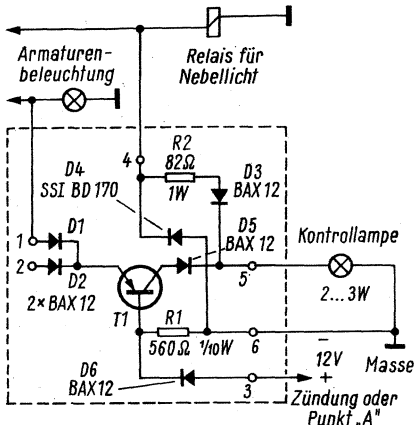 Armaturen-
beleuchtung
Relais für
Nebellicht
R2
82Ω
1W
4
D4
SSI BD 170
D3
BAX 12
D1
D5
BAX 12
Kontrollampe
1
2
D2
2× BAX 12
5
2...3W
T1
R1
560Ω
1/10W
6
–
12V
+
Masse
D6
BAX 12
3
Zündung oder
Punkt „A"